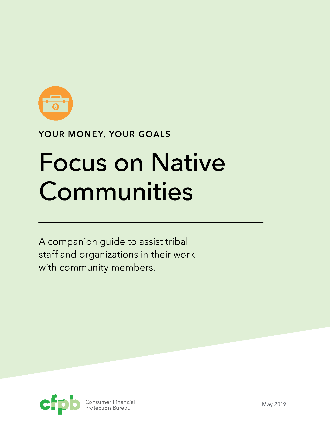 YOUR MONEY, YOUR GOALS
Focus on Native
Communities
A companion guide to assist tribal
staff and organizations in their work
with community members.
cfpb
Consumer Financial
Protection Bureau
May 2019